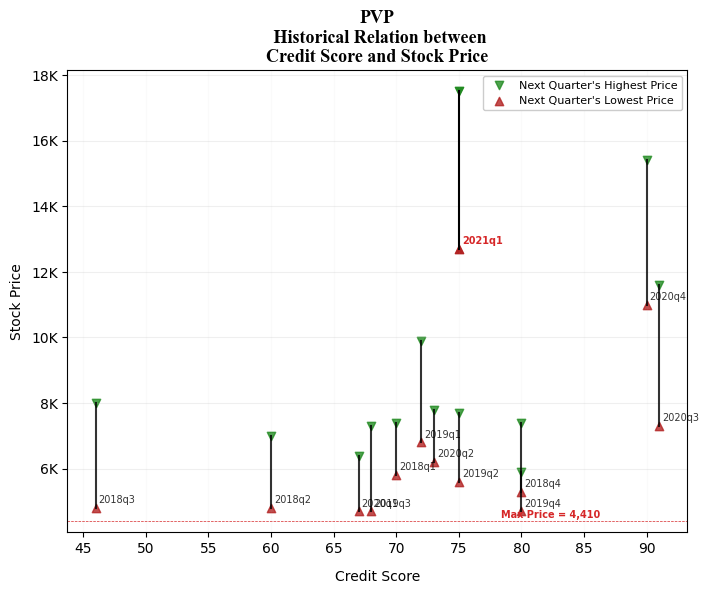 PVP
Historical Relation between
Credit Score and Stock Price
Next Quarter's Highest Price
Next Quarter's Lowest Price
18K
16K
14K
12K
10K
8K
6K
Stock Price
2021q1
2020q4
2020q3
2019q1
2020q2
2018q1
2019q2
2018q4
2018q3
2018q2
2020q1
2019q3
2019q4
Max Price = 4,410
45 50 55 60 65 70 75 80 85 90
Credit Score